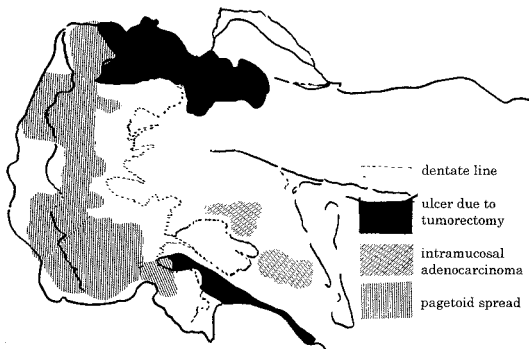 dentate line
ulcer due to
tumorectomy
intramucosal
adenocarcinoma
pagetoid spread